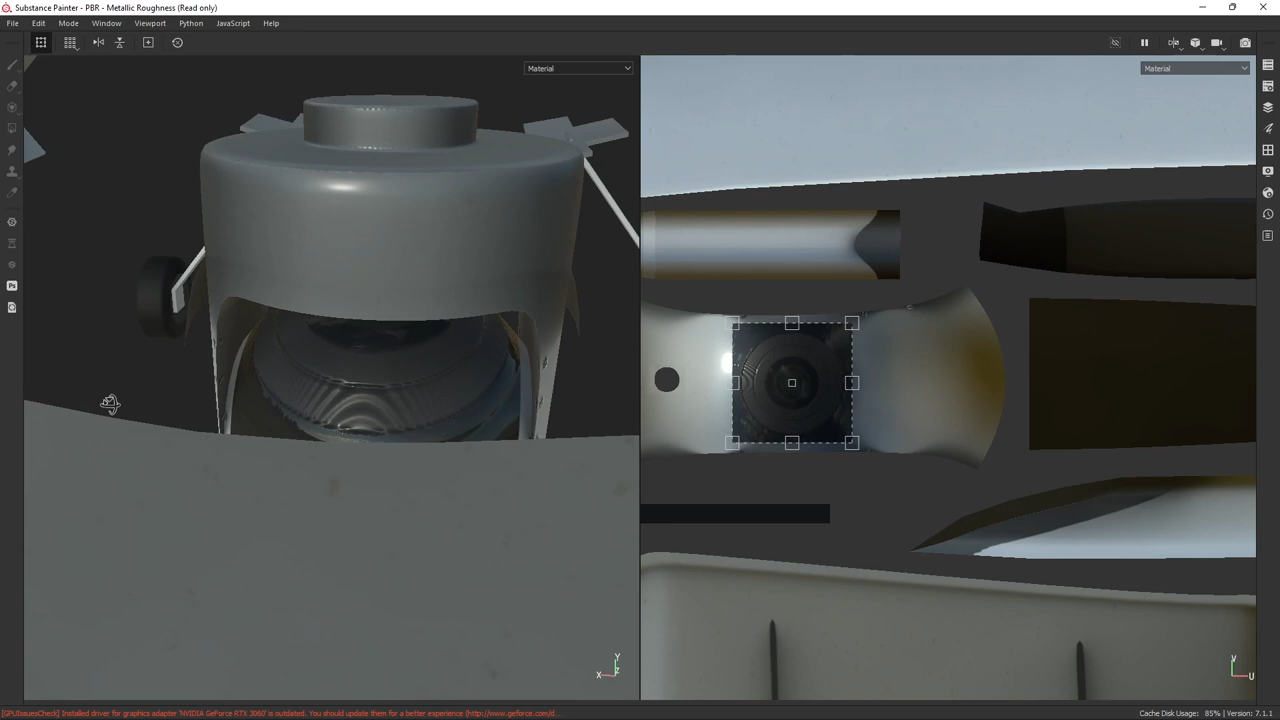 Substance Painter - PBR - Metallic Roughness (Read only)
File Edit Mode Window Viewport Python JavaScript Help
Material
Material
Ps
Y
X
Z
V
U
[GPUIssuesCheck] Installed driver for graphics adapter 'NVIDIA GeForce RTX 3060' is outdated. You should update them for a better experience (http://www.geforce.com/d...
Cache Disk Usage: 85% | Version: 7.1.1